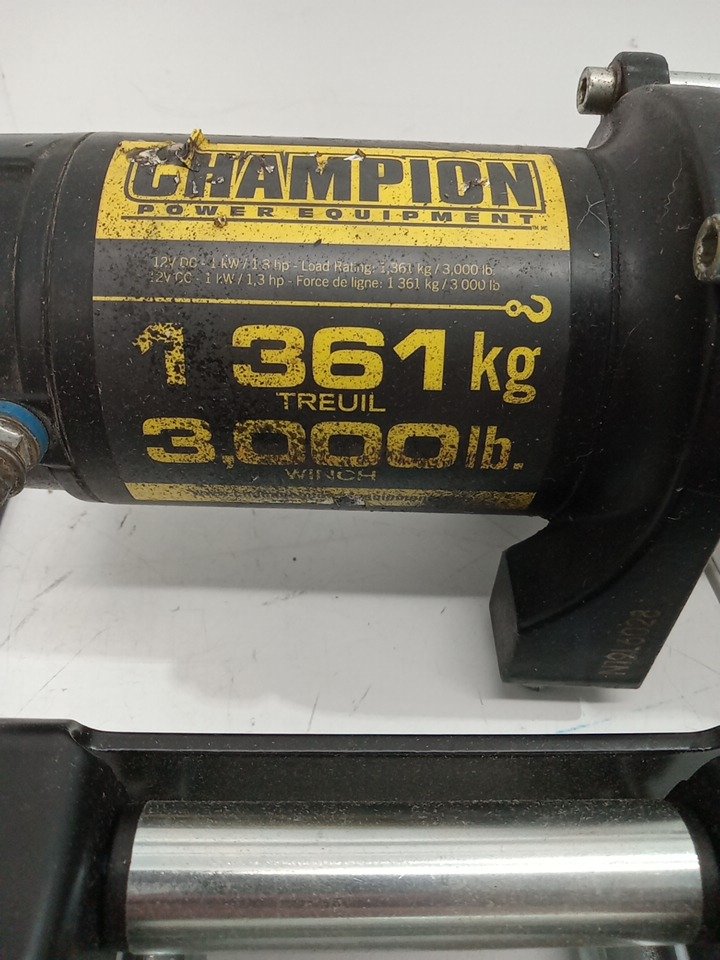 CHAMPION
POWER EQUIPMENT
TM/MC
12V DC - 1 kW / 1.3 hp - Load Rating: 1,361 kg / 3,000 lb
12V CC - 1 kW / 1,3 hp - Force de ligne: 1 361 kg / 3 000 lb
1 361 kg
TREUIL
3,000 lb.
WINCH